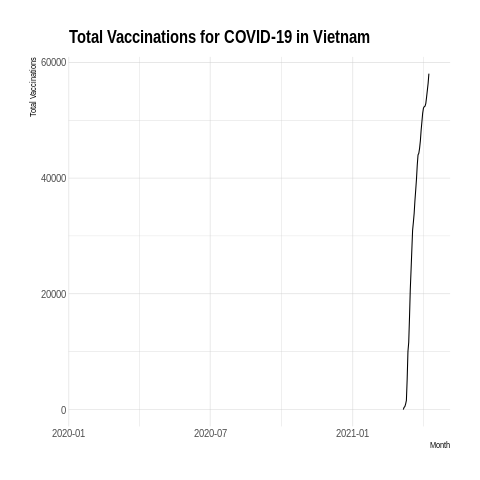 Total Vaccinations for COVID-19 in Vietnam
Total Vaccinations
60000
40000
20000
0
2020-01 2020-07 2021-01
Month